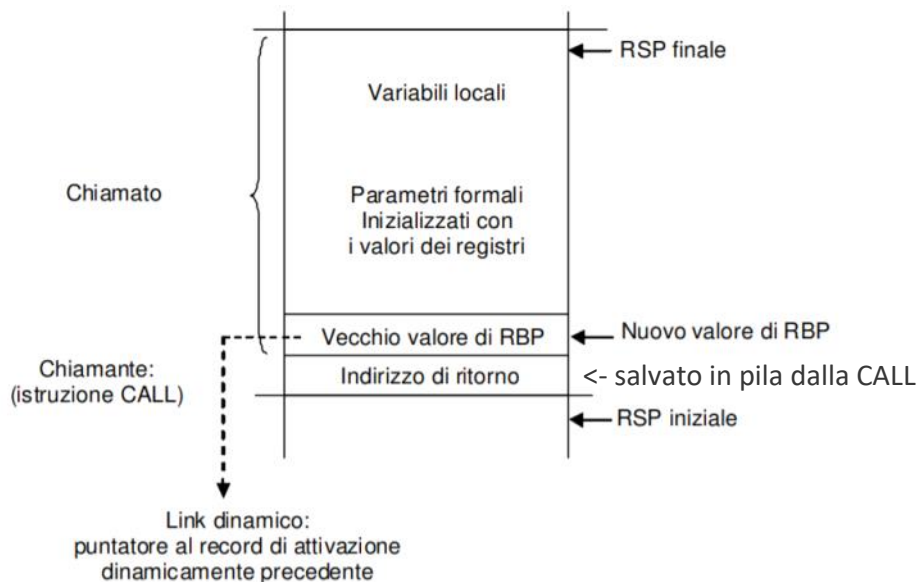 RSP finale
Variabili locali
Chiamato
Parametri formali
Inizializzati con
i valori dei registri
Vecchio valore di RBP
Nuovo valore di RBP
Chiamante:
(istruzione CALL)
Indirizzo di ritorno
<- salvato in pila dalla CALL
RSP iniziale
Link dinamico:
puntatore al record di attivazione
dinamicamente precedente